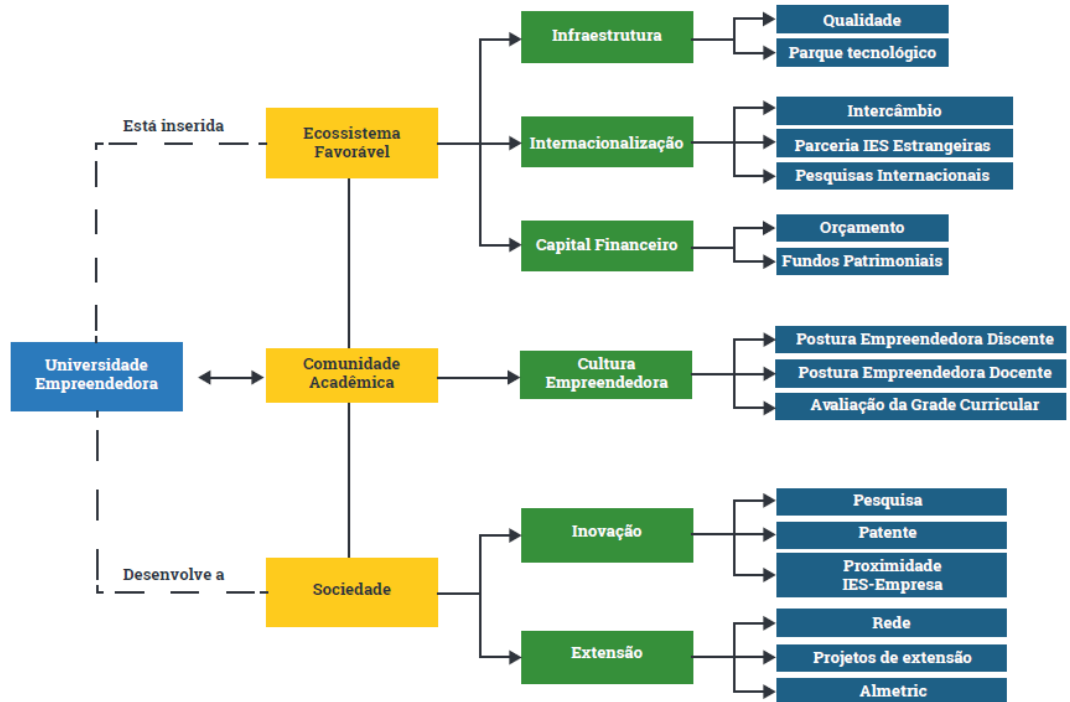 Infraestrutura
Qualidade
Parque tecnológico
Está inserida
Ecossistema
Favorável
Internacionalização
Intercâmbio
Parceria IES Estrangeiras
Pesquisas Internacionais
Capital Financeiro
Orçamento
Fundos Patrimoniais
Universidade
Empreendedora
Comunidade
Acadêmica
Cultura
Empreendedora
Postura Empreendedora Discente
Postura Empreendedora Docente
Avaliação da Grade Curricular
Desenvolve a
Sociedade
Inovação
Pesquisa
Patente
Proximidade
IES-Empresa
Extensão
Rede
Projetos de extensão
Almetric